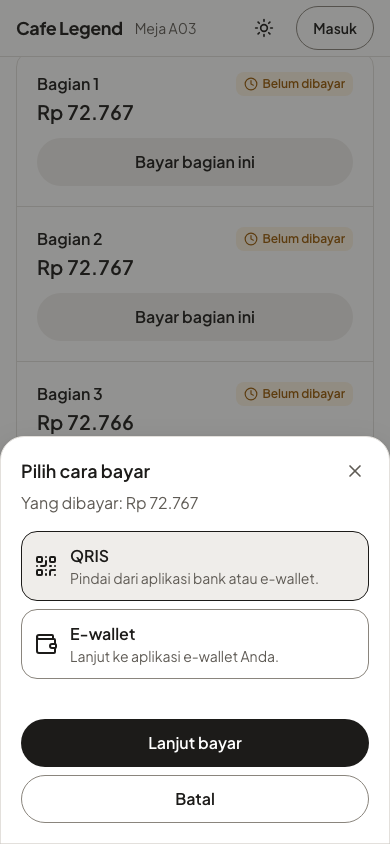 Cafe Legend Meja A03 Masuk
Bagian 1 Belum dibayar
Rp 72.767
Bayar bagian ini
Bagian 2 Belum dibayar
Rp 72.767
Bayar bagian ini
Bagian 3 Belum dibayar
Rp 72.766
Pilih cara bayar
Yang dibayar: Rp 72.767
QRIS
Pindai dari aplikasi bank atau e-wallet.
E-wallet
Lanjut ke aplikasi e-wallet Anda.
Lanjut bayar
Batal